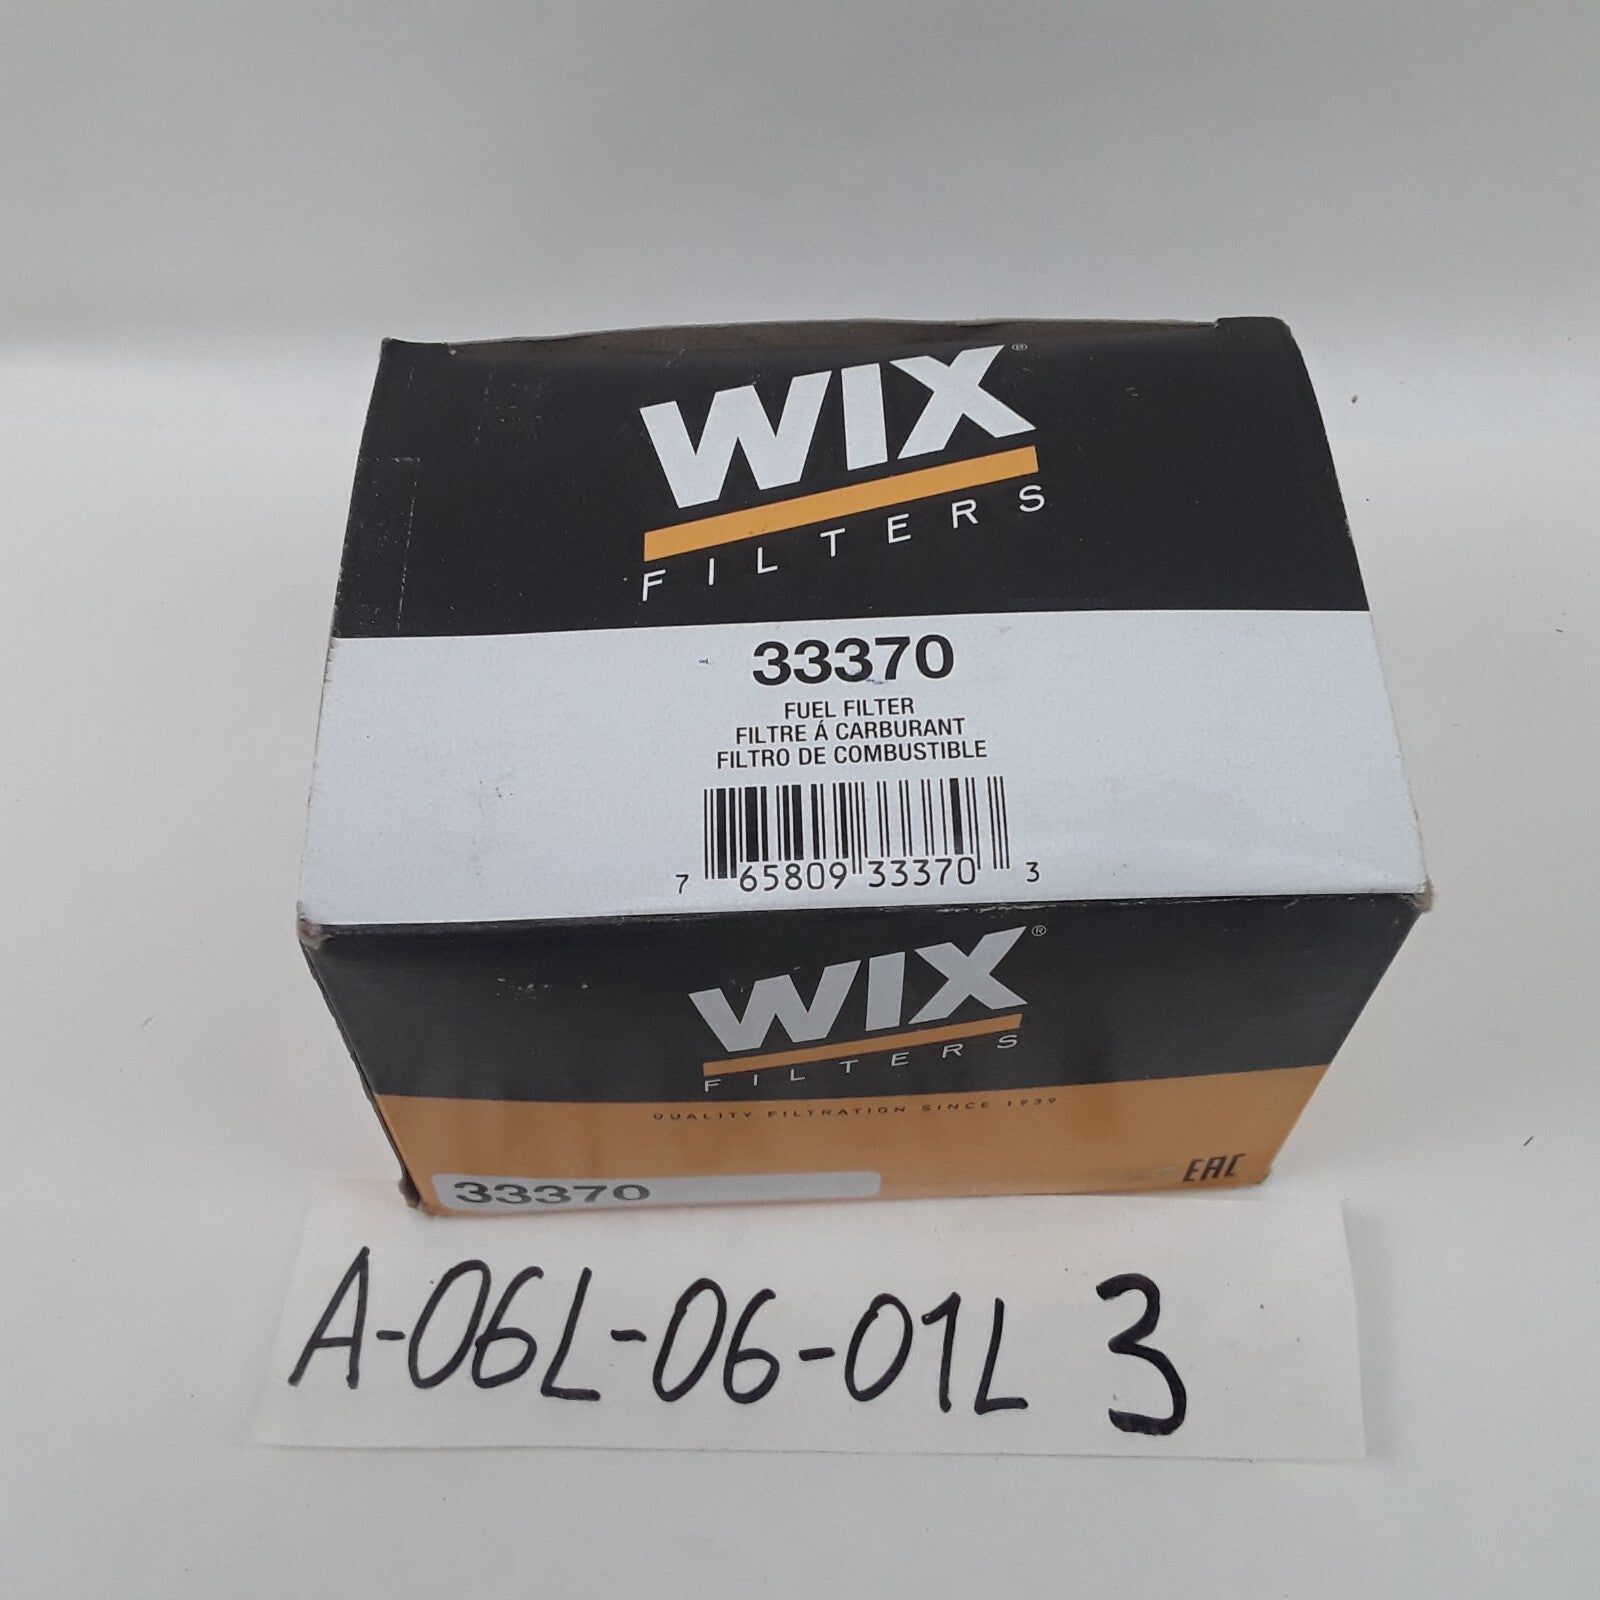 WIX®
FILTERS
33370
FUEL FILTER
FILTRE Á CARBURANT
FILTRO DE COMBUSTIBLE
7 65809 33370 3
WIX®
FILTERS
QUALITY FILTRATION SINCE 1939
EAC
33370
A-06L-06-01L 3